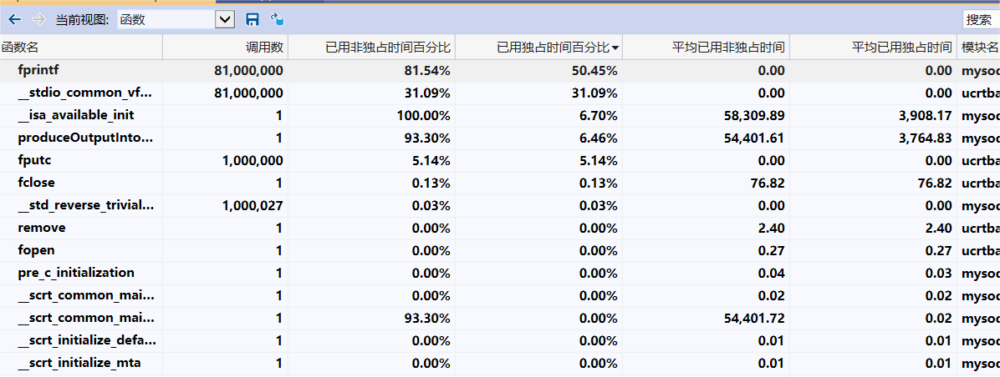 当前视图: 函数 搜索
函数名 调用数 已用非独占时间百分比 已用独占时间百分比 平均已用非独占时间 平均已用独占时间 模块名
fprintf 81,000,000 81.54% 50.45% 0.00 0.00 mysod
__stdio_common_vf... 81,000,000 31.09% 31.09% 0.00 0.00 ucrtba
__isa_available_init 1 100.00% 6.70% 58,309.89 3,908.17 mysod
produceOutputInto... 1 93.30% 6.46% 54,401.61 3,764.83 mysod
fputc 1,000,000 5.14% 5.14% 0.00 0.00 ucrtba
fclose 1 0.13% 0.13% 76.82 76.82 ucrtba
__std_reverse_trivial... 1,000,027 0.03% 0.03% 0.00 0.00 mysod
remove 1 0.00% 0.00% 2.40 2.40 ucrtba
fopen 1 0.00% 0.00% 0.27 0.27 ucrtba
pre_c_initialization 1 0.00% 0.00% 0.04 0.03 mysod
__scrt_common_mai... 1 0.00% 0.00% 0.02 0.02 mysod
__scrt_common_mai... 1 93.30% 0.00% 54,401.72 0.02 mysod
__scrt_initialize_defa... 1 0.00% 0.00% 0.01 0.01 mysod
__scrt_initialize_mta 1 0.00% 0.00% 0.01 0.01 mysod